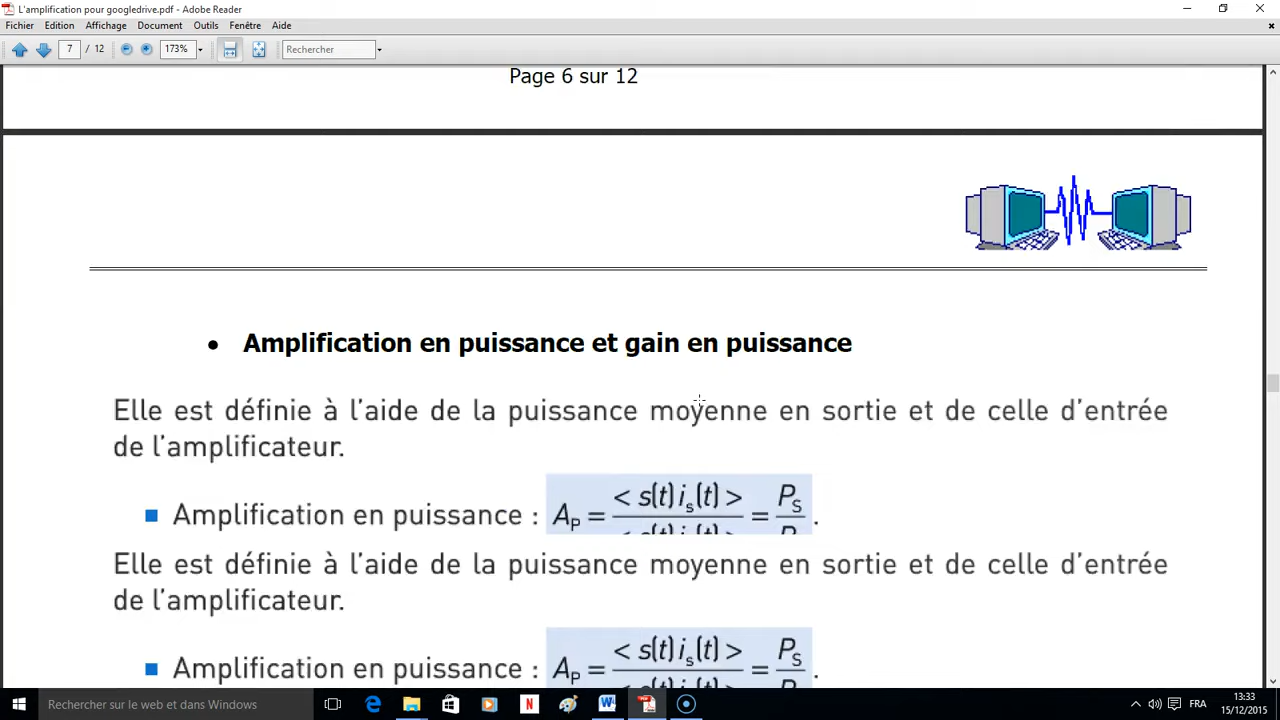 L'amplification pour googledrive.pdf - Adobe Reader
Fichier Edition Affichage Document Outils Fenêtre Aide
7 / 12 173% Rechercher
Page 6 sur 12
• Amplification en puissance et gain en puissance
Elle est définie à l'aide de la puissance moyenne en sortie et de celle d'entrée
de l'amplificateur.
Amplification en puissance : A_P = < s(t) i_s(t) > = P_S .
Elle est définie à l'aide de la puissance moyenne en sortie et de celle d'entrée
de l'amplificateur.
Amplification en puissance : A_P = < s(t) i_s(t) > = P_S .
Rechercher sur le web et dans Windows
FRA
13:33
15/12/2015